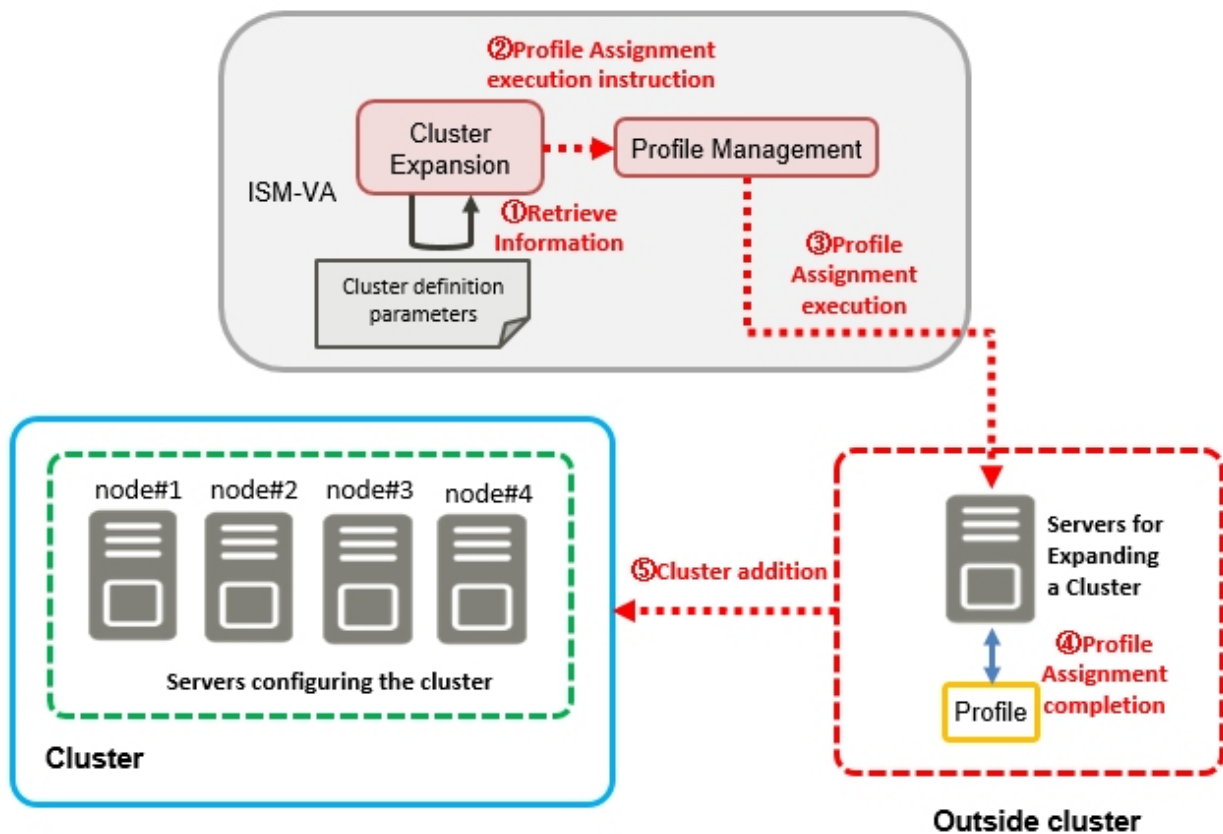 ②Profile Assignment
execution instruction
Cluster
Expansion
Profile Management
ISM-VA
①Retrieve
Information
③Profile
Assignment
execution
Cluster definition
parameters
node#1
node#2
node#3
node#4
Servers configuring the cluster
Cluster
⑤Cluster addition
Servers for
Expanding
a Cluster
④Profile
Assignment
completion
Profile
Outside cluster